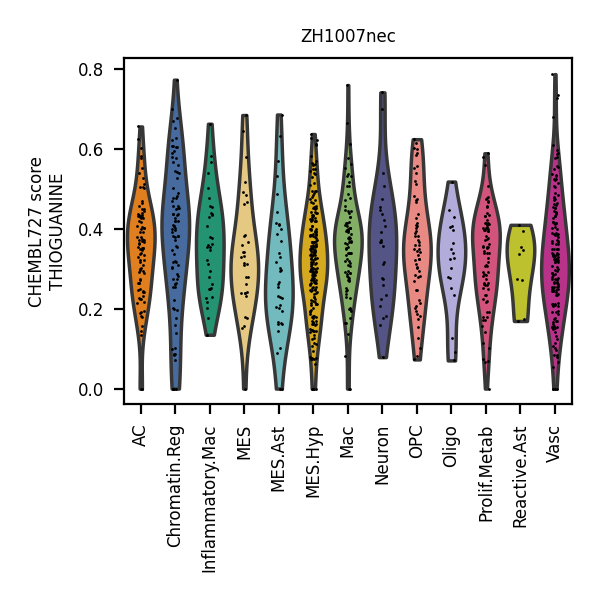 ZH1007nec
CHEMBL727 score
THIOGUANINE
0.8
0.6
0.4
0.2
0.0
AC
Chromatin.Reg
Inflammatory.Mac
MES
MES.Ast
MES.Hyp
Mac
Neuron
OPC
Oligo
Prolif.Metab
Reactive.Ast
Vasc